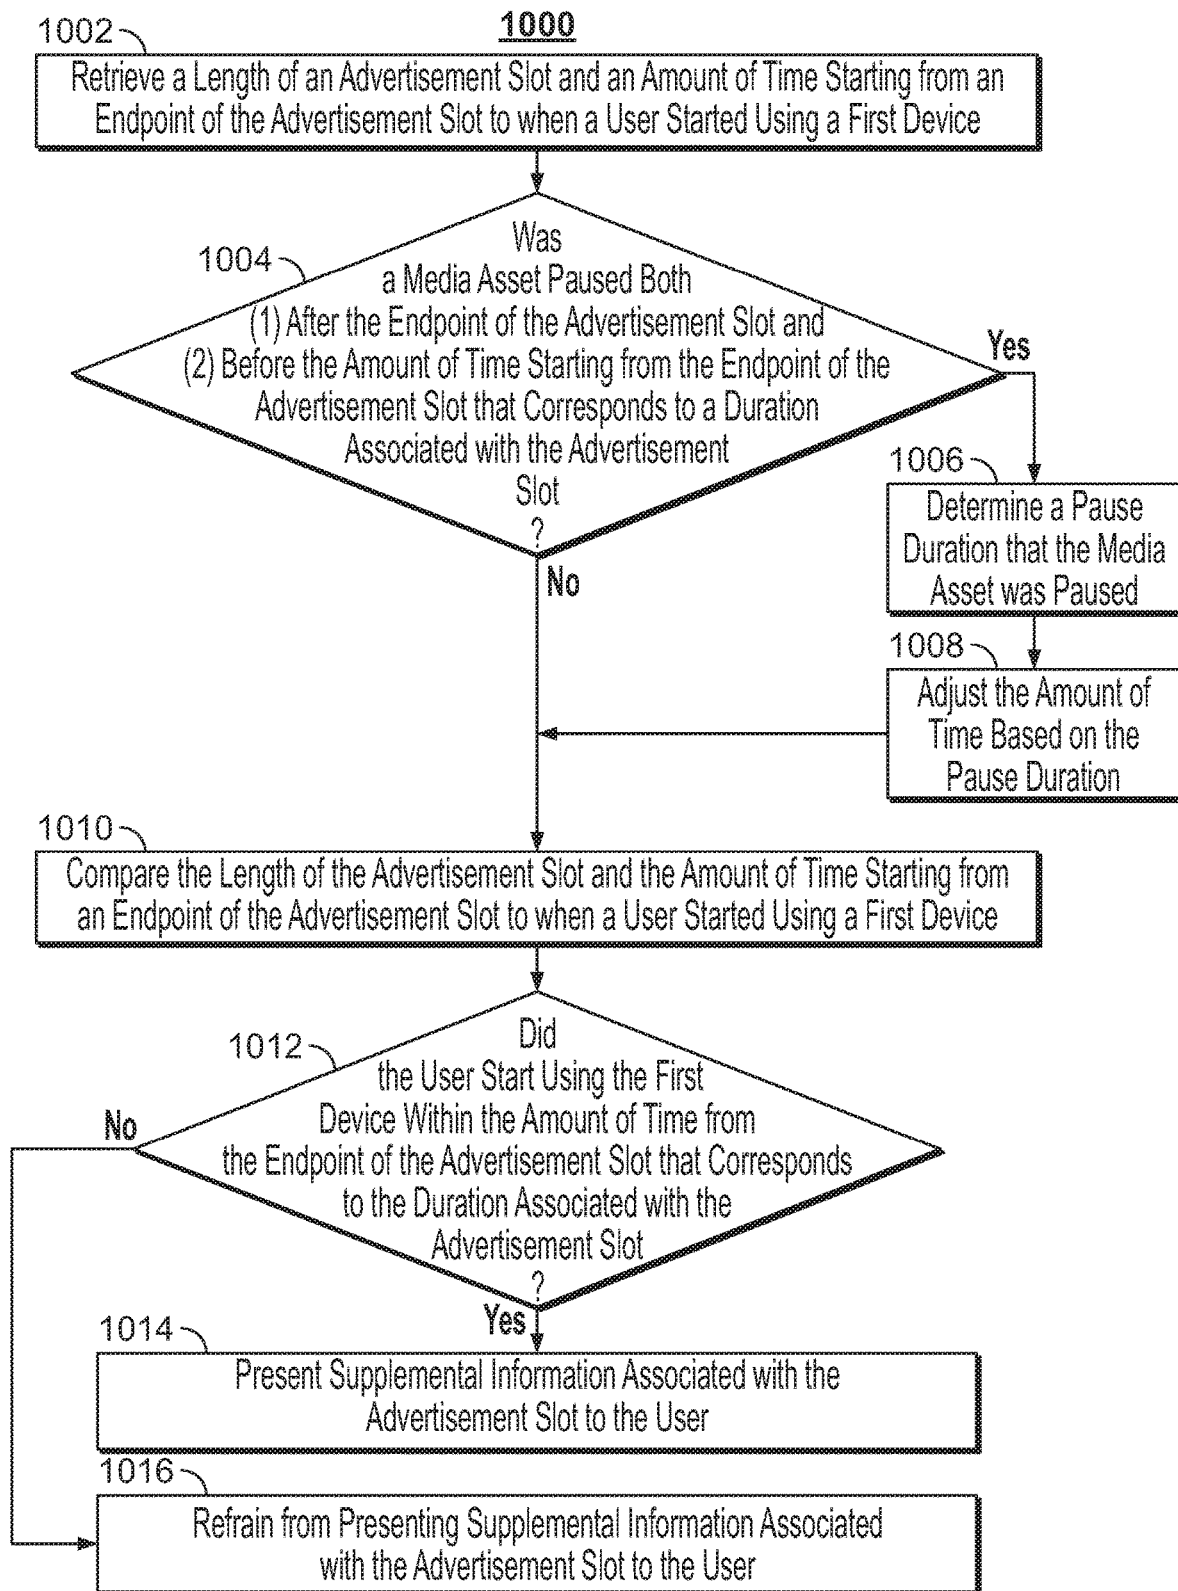 1000
1002
Retrieve a Length of an Advertisement Slot and an Amount of Time Starting from an
Endpoint of the Advertisement Slot to when a User Started Using a First Device
1004
Was
a Media Asset Paused Both
(1) After the Endpoint of the Advertisement Slot and
(2) Before the Amount of Time Starting from the Endpoint of the
Advertisement Slot that Corresponds to a Duration
Associated with the Advertisement
Slot
?
Yes
No
1006
Determine a Pause
Duration that the Media
Asset was Paused
1008
Adjust the Amount of
Time Based on the
Pause Duration
1010
Compare the Length of the Advertisement Slot and the Amount of Time Starting from
an Endpoint of the Advertisement Slot to when a User Started Using a First Device
1012
Did
the User Start Using the First
Device Within the Amount of Time from
the Endpoint of the Advertisement Slot that Corresponds
to the Duration Associated with the
Advertisement Slot
?
No
Yes
1014
Present Supplemental Information Associated with the
Advertisement Slot to the User
1016
Refrain from Presenting Supplemental Information Associated
with the Advertisement Slot to the User